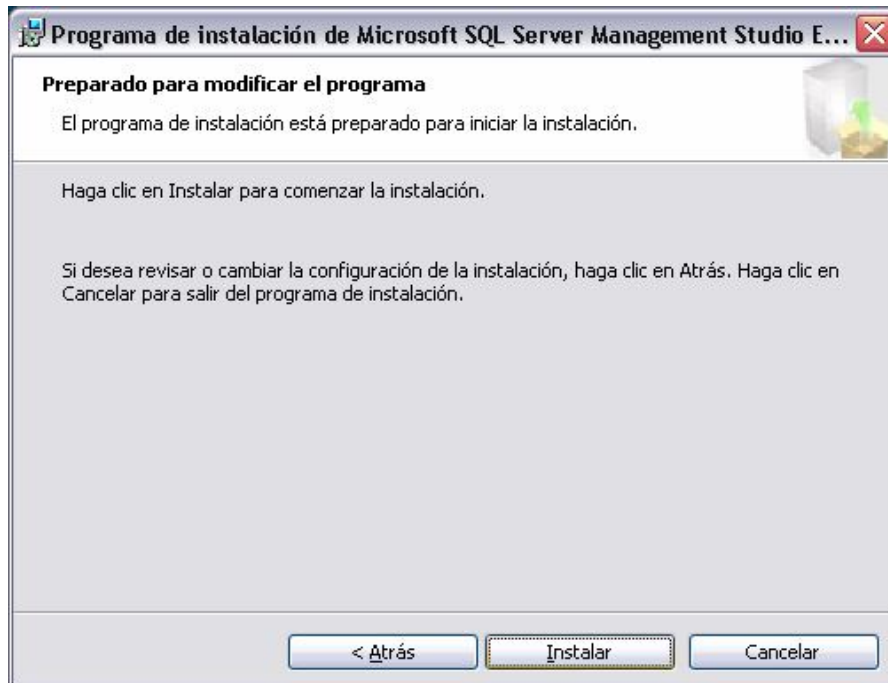 Programa de instalación de Microsoft SQL Server Management Studio E...
Preparado para modificar el programa
El programa de instalación está preparado para iniciar la instalación.
Haga clic en Instalar para comenzar la instalación.
Si desea revisar o cambiar la configuración de la instalación, haga clic en Atrás. Haga clic en
Cancelar para salir del programa de instalación.
< Atrás
Instalar
Cancelar